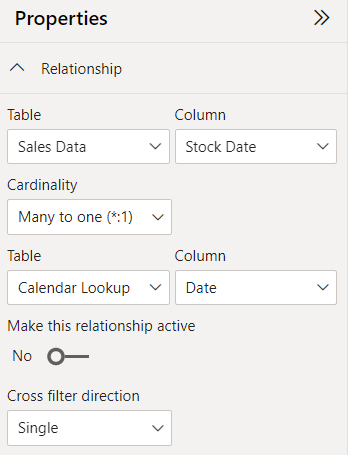 Properties
Relationship
Table Column
Sales Data Stock Date
Cardinality
Many to one (*:1)
Table Column
Calendar Lookup Date
Make this relationship active
No
Cross filter direction
Single